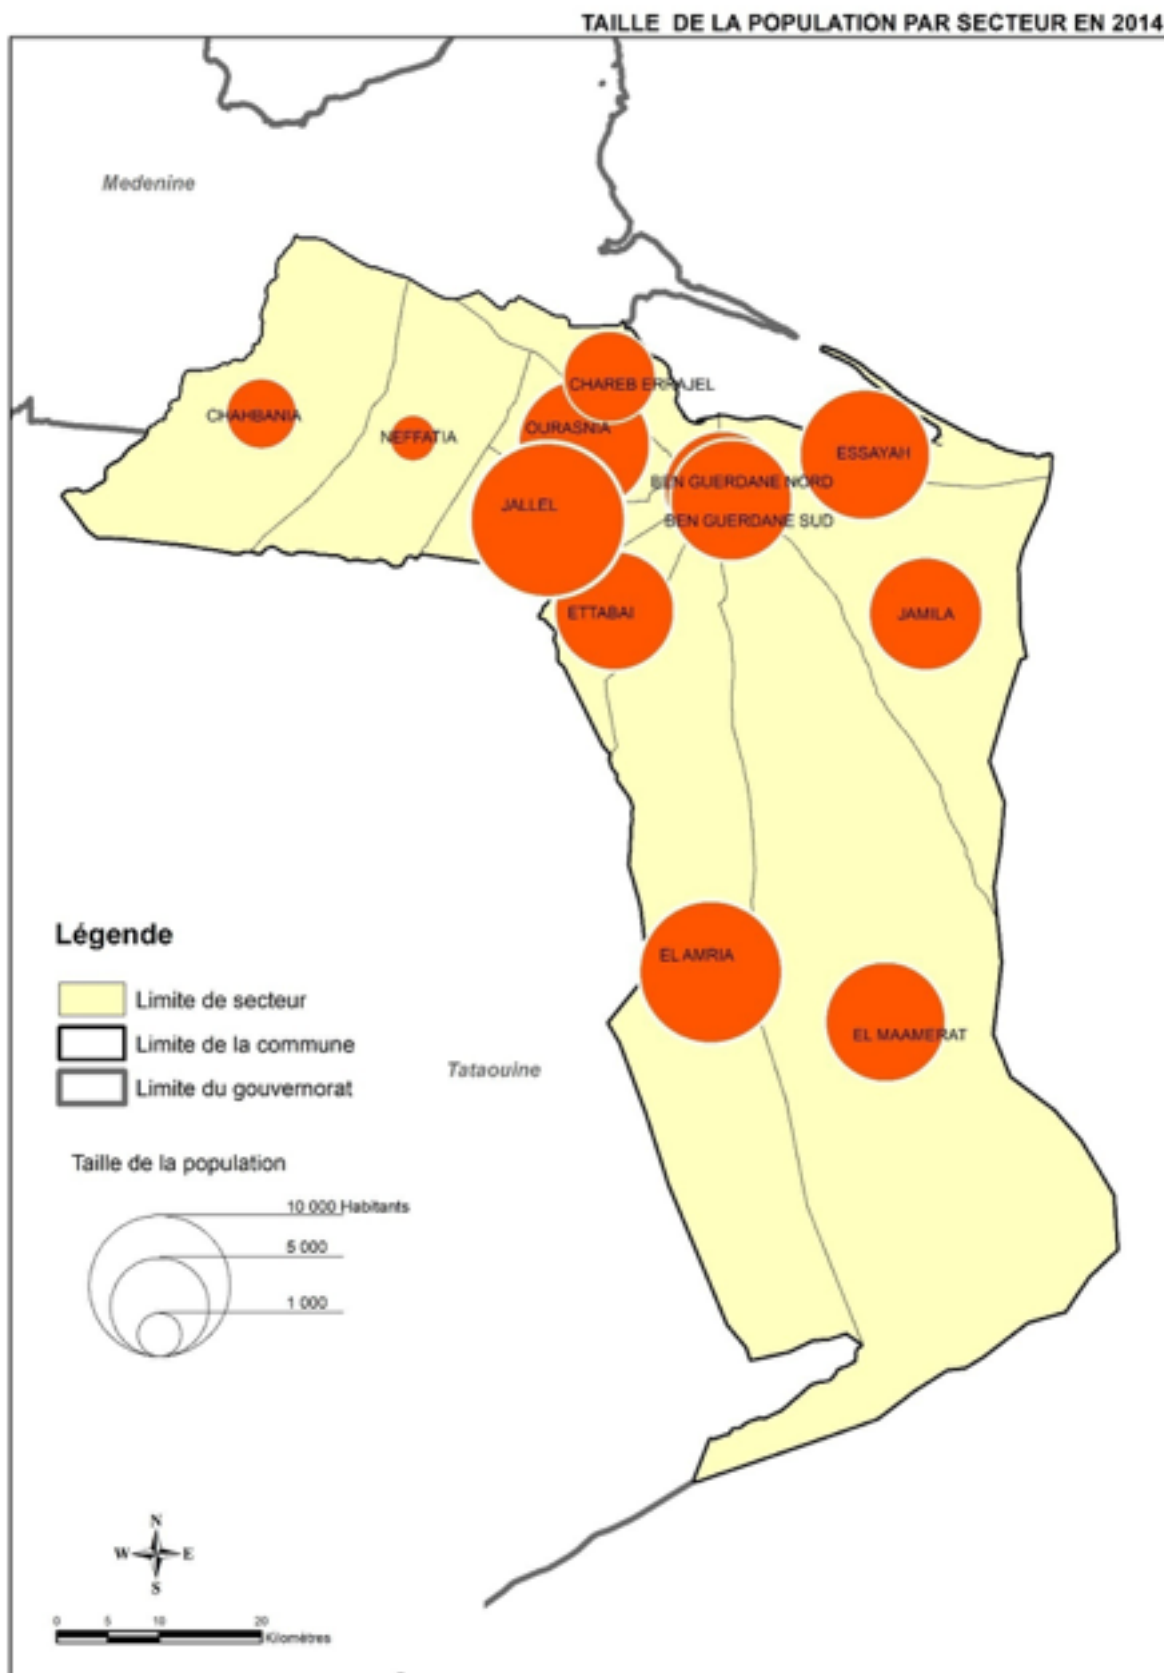 TAILLE DE LA POPULATION PAR SECTEUR EN 2014
Medenine
CHAREB ERRAJEL
CHAHBANIA
OURASNIA
NEFFATIA
ESSAYAH
BEN GUERDANE NORD
JALLEL
BEN GUERDANE SUD
ETTABAI
JAMILA
EL AMRIA
EL MAAMERAT
Tataouine
Légende
Limite de secteur
Limite de la commune
Limite du gouvernorat
Taille de la population
10 000 Habitants
5 000
1 000
N
W E
S
0 5 10 20
Kilomètres